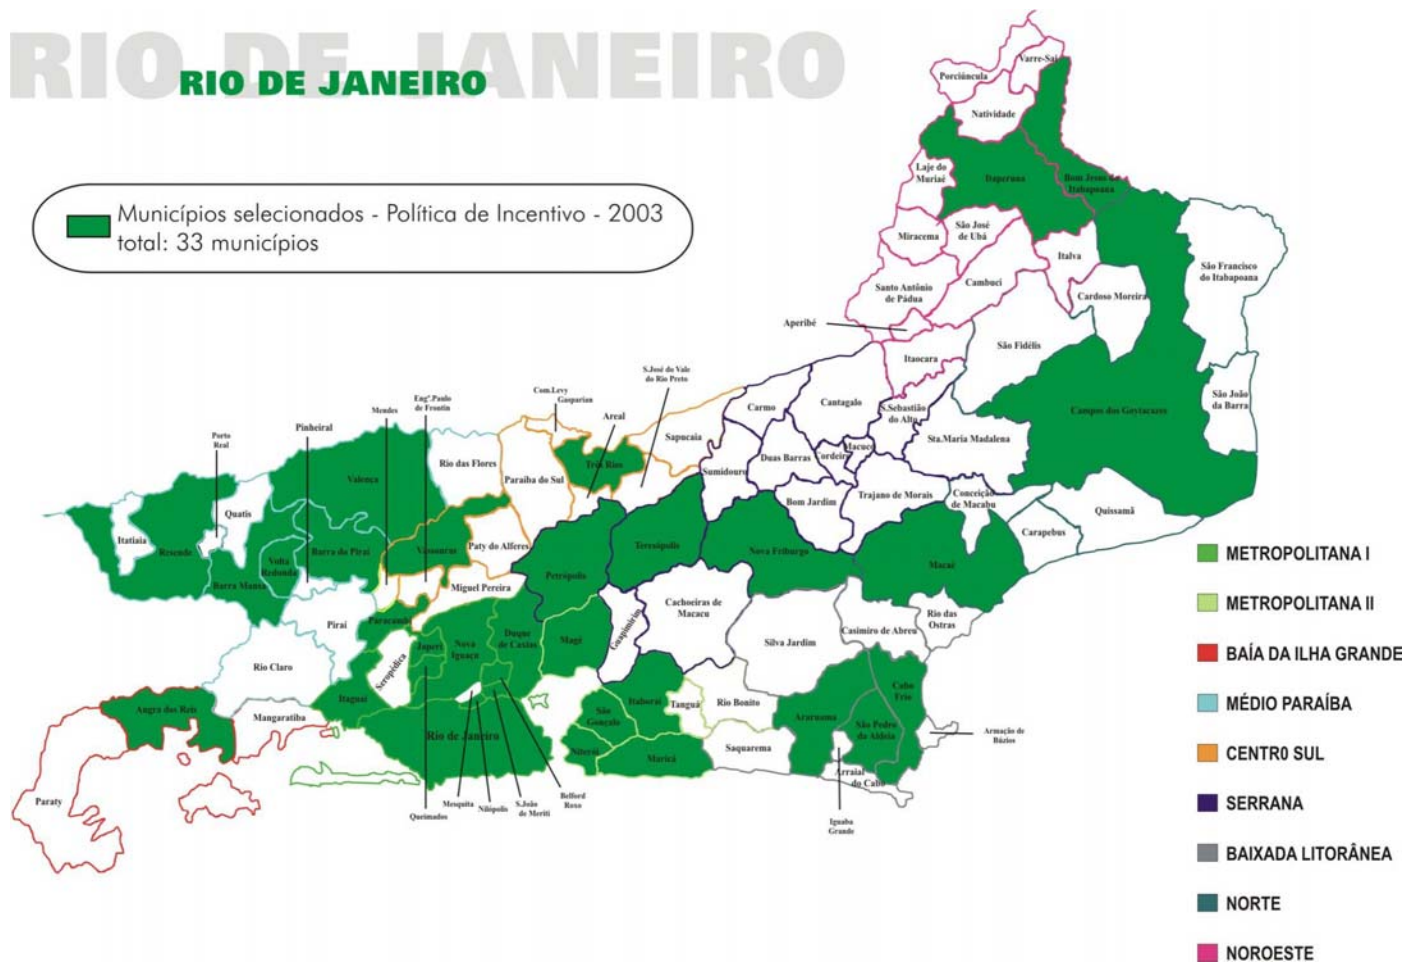 RIO DE JANEIRO
RIO DE JANEIRO
Municípios selecionados - Política de Incentivo - 2003
total: 33 municípios
Varre-Sai
Porciúncula
Natividade
Laje do
Muriaé
Itaperuna
Bom Jesus do
Itabapoana
Miracema
São José
de Ubá
Italva
São Francisco
do Itabapoana
Santo Antônio
de Pádua
Cambuci
Cardoso Moreira
Aperibé
São Fidélis
Itaocara
S.José do Vale
do Rio Preto
Com.Levy
Gasparian
Engº.Paulo
de Frontin
Mendes
Areal
Carmo
Cantagalo
S.Sebastião
do Alto
Campos dos Goytacazes
São João
da Barra
Porto
Real
Pinheiral
Sapucaia
Sta.Maria Madalena
Macuco
Cordeiro
Duas Barras
Rio das Flores
Três Rios
Paraíba do Sul
Sumidouro
Valença
Bom Jardim
Trajano de Morais
Conceição
de Macabu
Quissamã
Carapebus
Quatis
Itatiaia
Resende
Barra do Piraí
Vassouras
Paty do Alferes
Teresópolis
Nova Friburgo
Macaé
Volta
Redonda
Barra Mansa
Petrópolis
Miguel Pereira
Cachoeiras de
Macacu
Rio das
Ostras
Casimiro de Abreu
Silva Jardim
Guapimirim
Piraí
Paracambi
Japeri
Nova
Iguaçu
Duque
de Caxias
Magé
Seropédica
Rio Claro
Itaguaí
Angra dos Reis
Mangaratiba
Itaboraí
Tanguá
Rio Bonito
São
Gonçalo
Cabo
Frio
Araruama
São Pedro
da Aldeia
Rio de Janeiro
Niterói
Maricá
Saquarema
Armação de
Búzios
Arraial
do Cabo
Paraty
Mesquita
Nilópolis
S.João
de Meriti
Belford
Roxo
Queimados
Iguaba
Grande
METROPOLITANA I
METROPOLITANA II
BAÍA DA ILHA GRANDE
MÉDIO PARAÍBA
CENTR0 SUL
SERRANA
BAIXADA LITORÂNEA
NORTE
NOROESTE